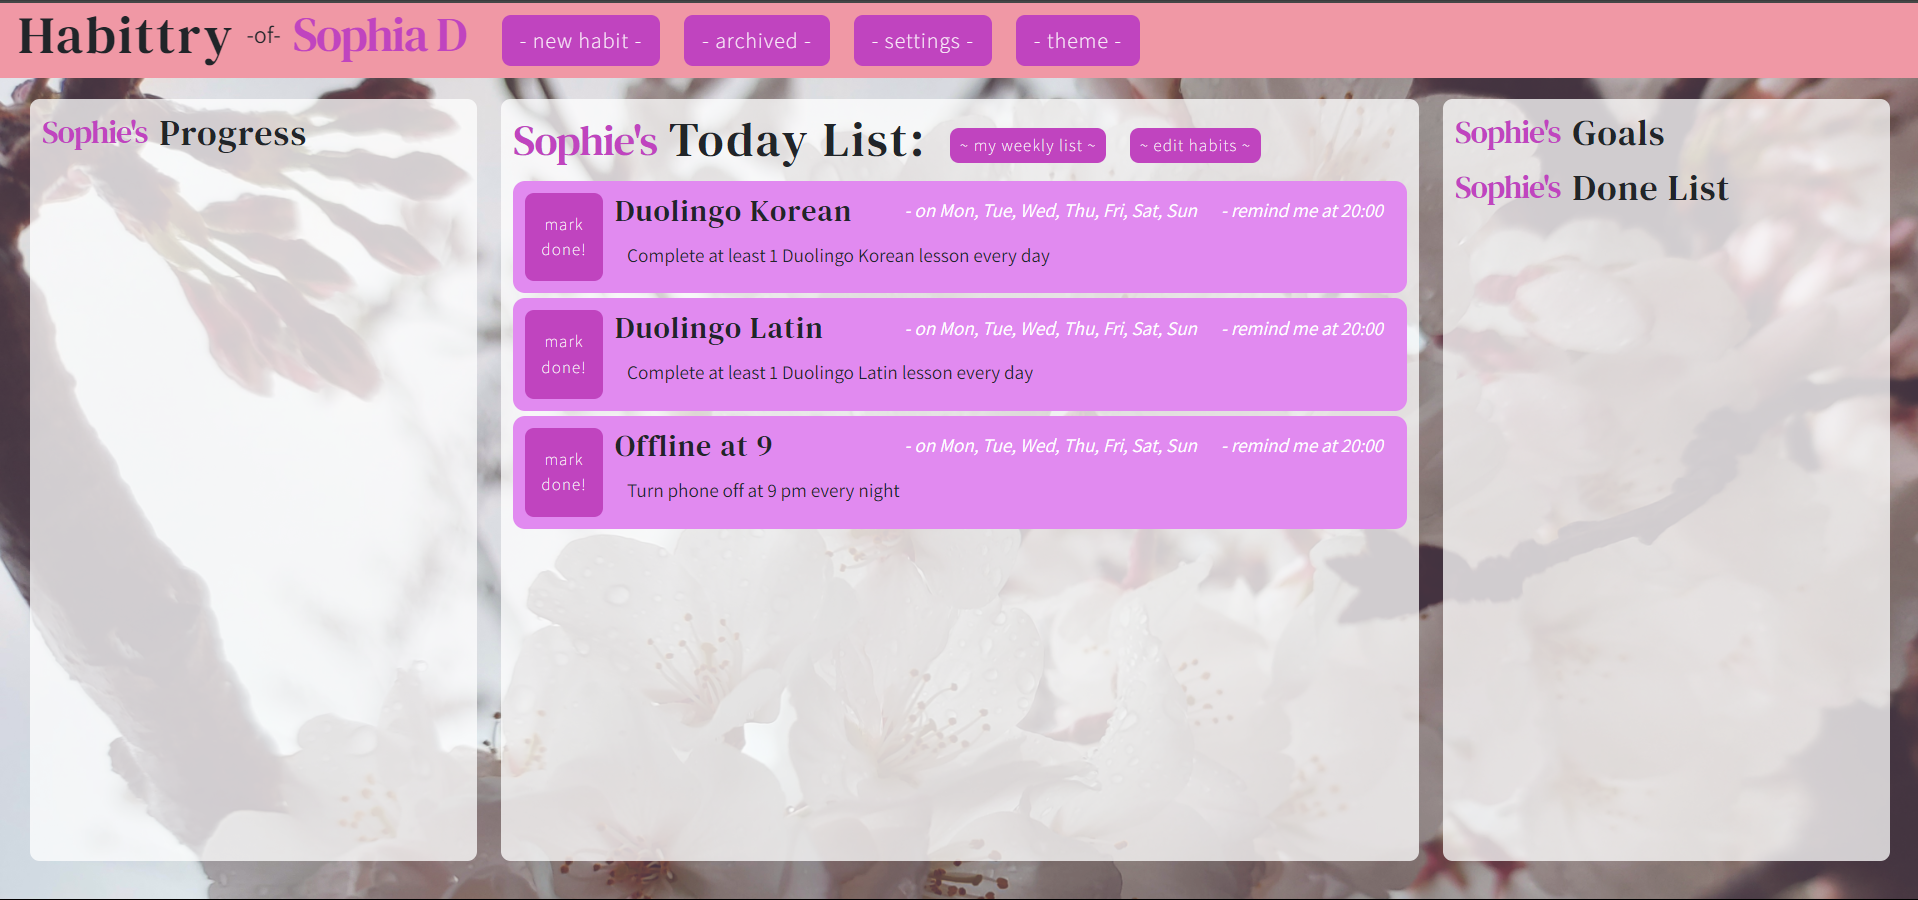 Habittry -of- Sophia D - new habit - - archived - - settings - - theme -
Sophie's Progress
Sophie's Today List: ~ my weekly list ~ ~ edit habits ~
mark done! Duolingo Korean - on Mon, Tue, Wed, Thu, Fri, Sat, Sun - remind me at 20:00
Complete at least 1 Duolingo Korean lesson every day
mark done! Duolingo Latin - on Mon, Tue, Wed, Thu, Fri, Sat, Sun - remind me at 20:00
Complete at least 1 Duolingo Latin lesson every day
mark done! Offline at 9 - on Mon, Tue, Wed, Thu, Fri, Sat, Sun - remind me at 20:00
Turn phone off at 9 pm every night
Sophie's Goals
Sophie's Done List